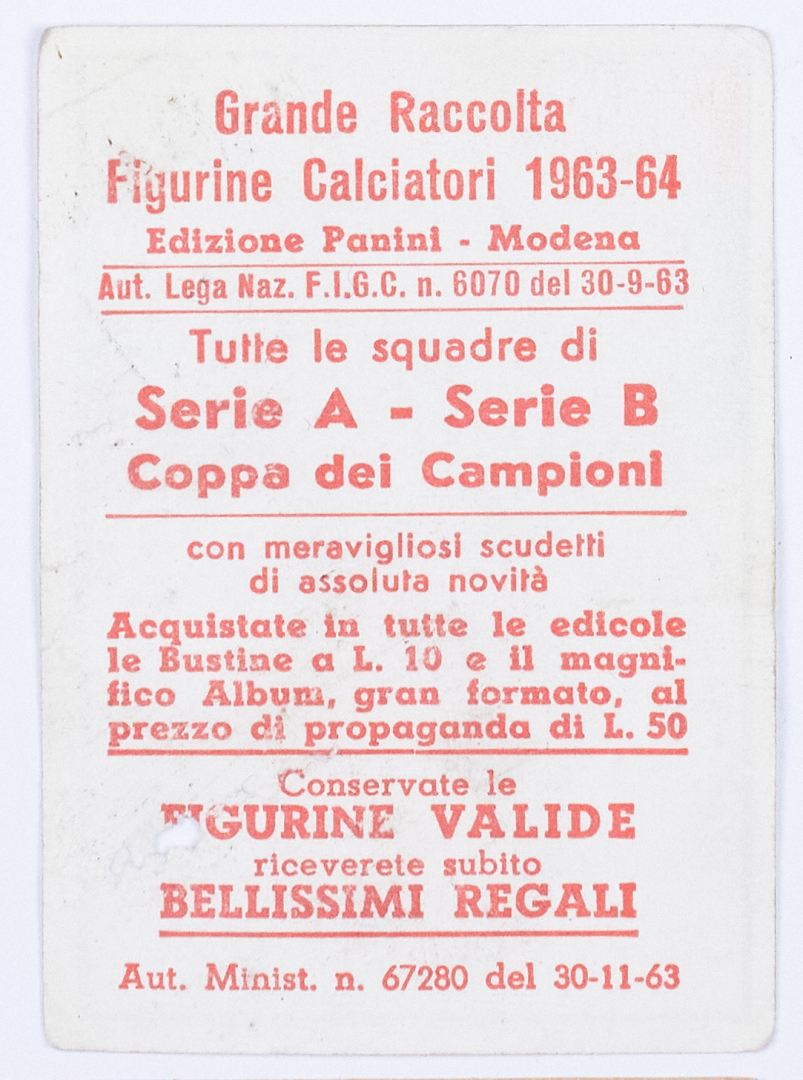 Grande Raccolta
Figurine Calciatori 1963-64
Edizione Panini - Modena
Aut. Lega Naz. F.I.G.C. n. 6070 del 30-9-63
Tutte le squadre di
Serie A - Serie B
Coppa dei Campioni
con meravigliosi scudetti
di assoluta novità
Acquistate in tutte le edicole
le Bustine a L. 10 e il magni-
fico Album, gran formato, al
prezzo di propaganda di L. 50
Conservate le
FIGURINE VALIDE
riceverete subito
BELLISSIMI REGALI
Aut. Minist. n. 67280 del 30-11-63